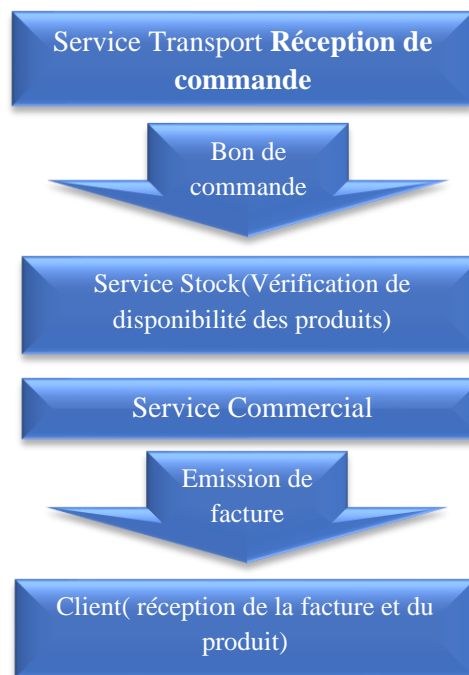 Service Transport Réception de
commande
Bon de
commande
Service Stock(Vérification de
disponibilité des produits)
Service Commercial
Emission de
facture
Client( réception de la facture et du
produit)